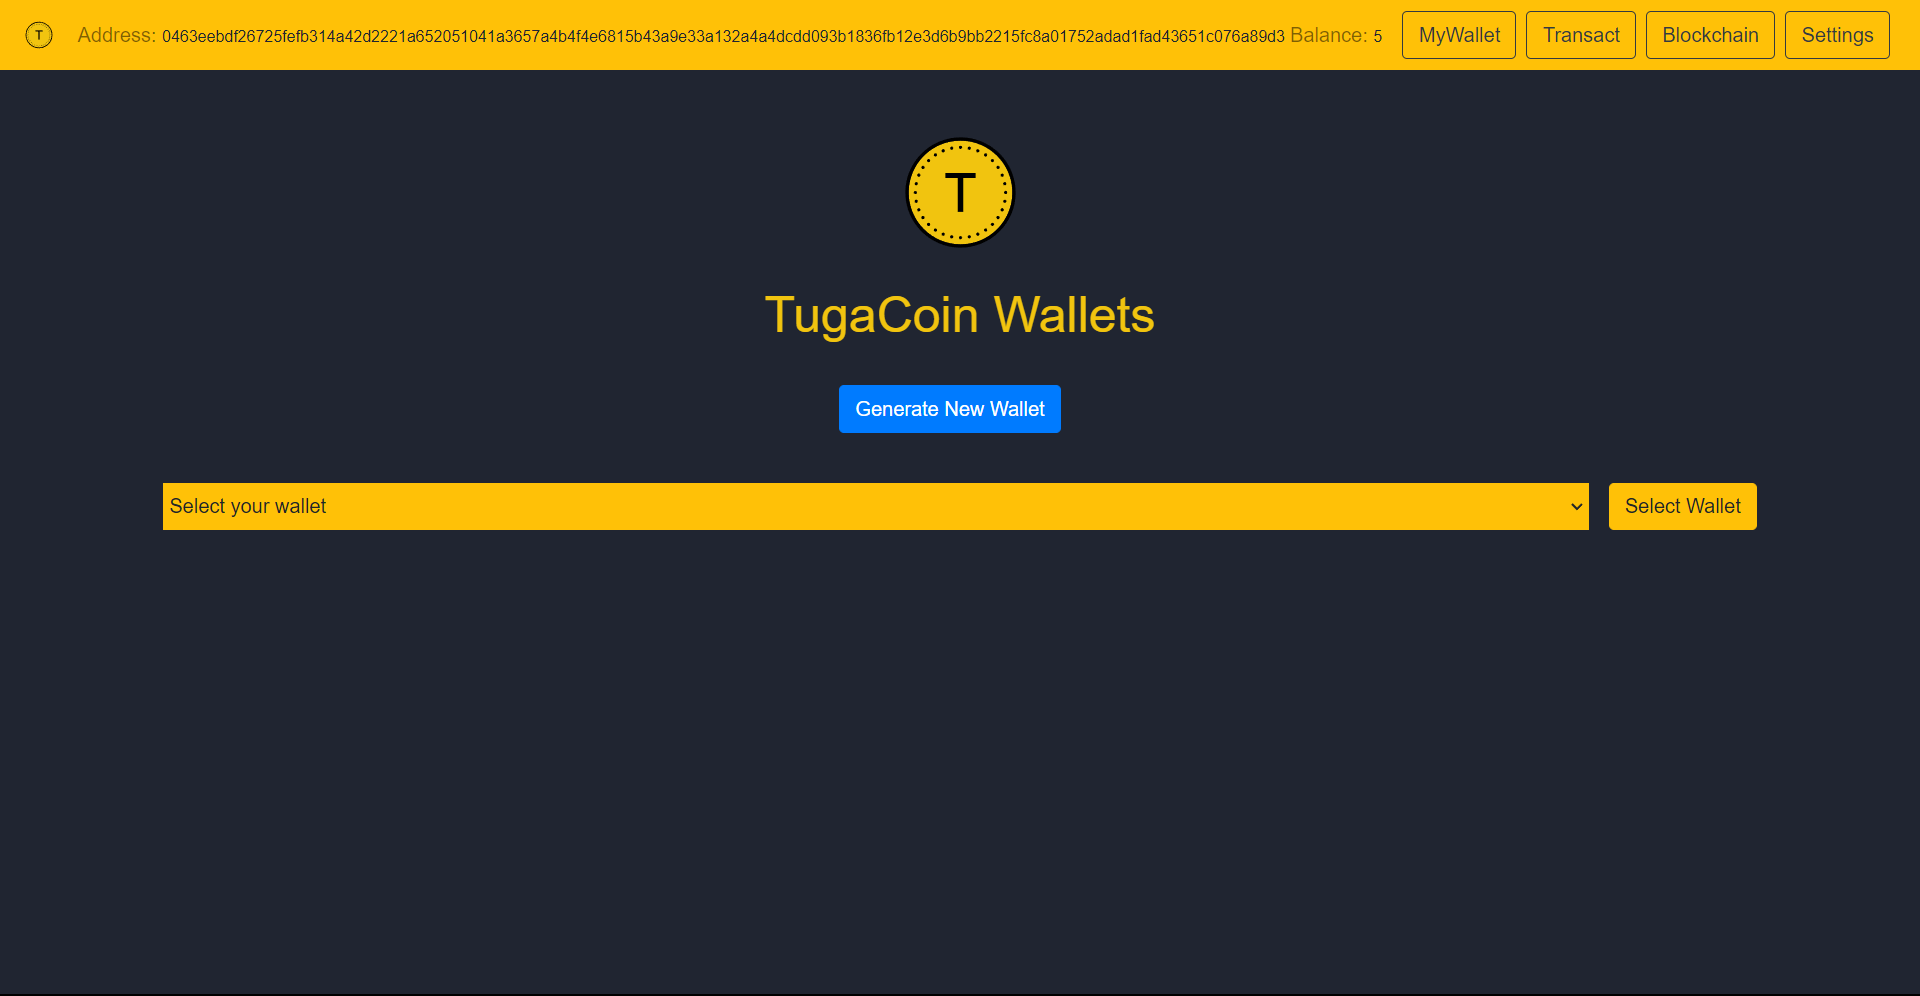 T Address: 0463eebdf26725fefb314a42d2221a652051041a3657a4b4f4e6815b43a9e33a132a4a4dcdd093b1836fb12e3d6b9bb2215fc8a01752adad1fad43651c076a89d3 Balance: 5 MyWallet Transact Blockchain Settings
T
TugaCoin Wallets
Generate New Wallet
Select your wallet Select Wallet